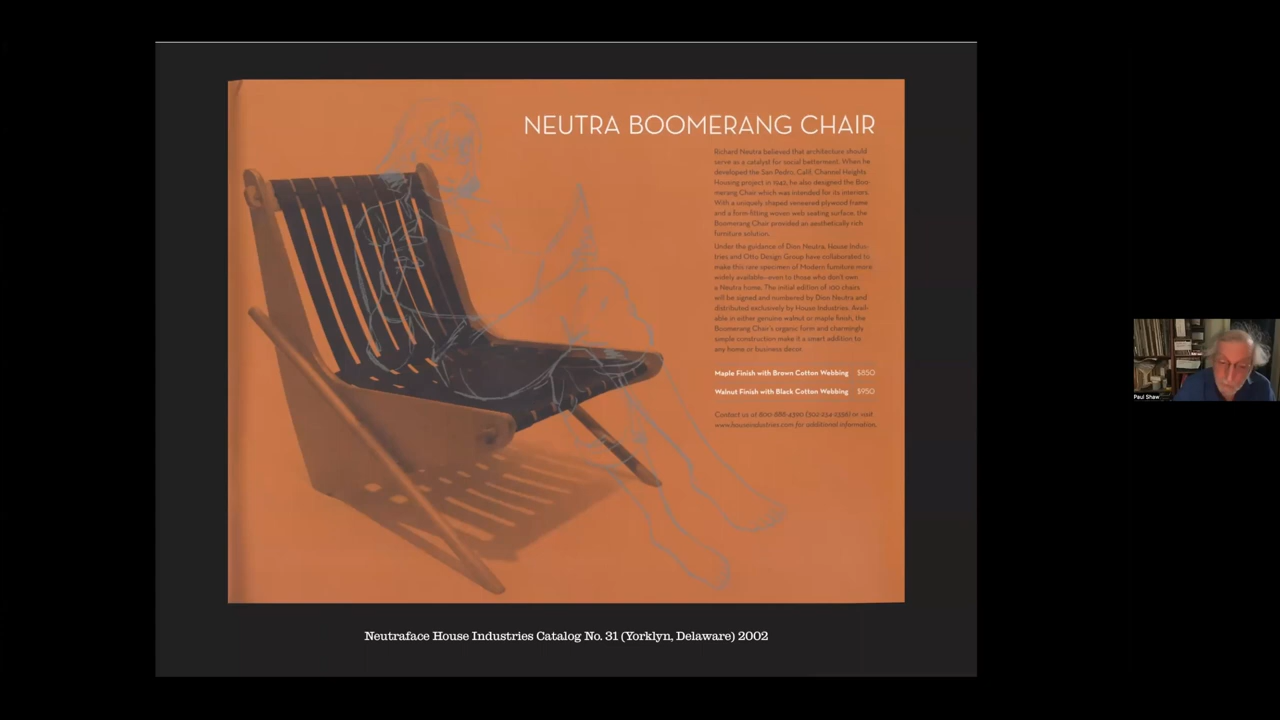 NEUTRA BOOMERANG CHAIR
Richard Neutra believed that architecture should
serve as a catalyst for social betterment. When he
developed the San Pedro, Calif. Channel Heights
Housing project in 1942, he also designed the Boo-
merang Chair which was intended for its interiors.
With a uniquely shaped veneered plywood frame
and a form-fitting woven web seating surface, the
Boomerang Chair provided an aesthetically rich
furniture solution.
Under the guidance of Dion Neutra, House Indus-
tries and Otto Design Group have collaborated to
make this rare specimen of Modern furniture more
widely available—even to those who don't own
a Neutra home. The initial edition of 100 chairs
will be signed and numbered by Dion Neutra and
distributed exclusively by House Industries. Avail-
able in either genuine walnut or maple finish, the
Boomerang Chair's organic form and charmingly
simple construction make it a smart addition to
any home or business decor.
Maple Finish with Brown Cotton Webbing $850
Walnut Finish with Black Cotton Webbing $950
Contact us at 800-888-4390 (302-234-2356) or visit
www.houseindustries.com for additional information.
Paul Shaw
Neutraface House Industries Catalog No. 31 (Yorklyn, Delaware) 2002